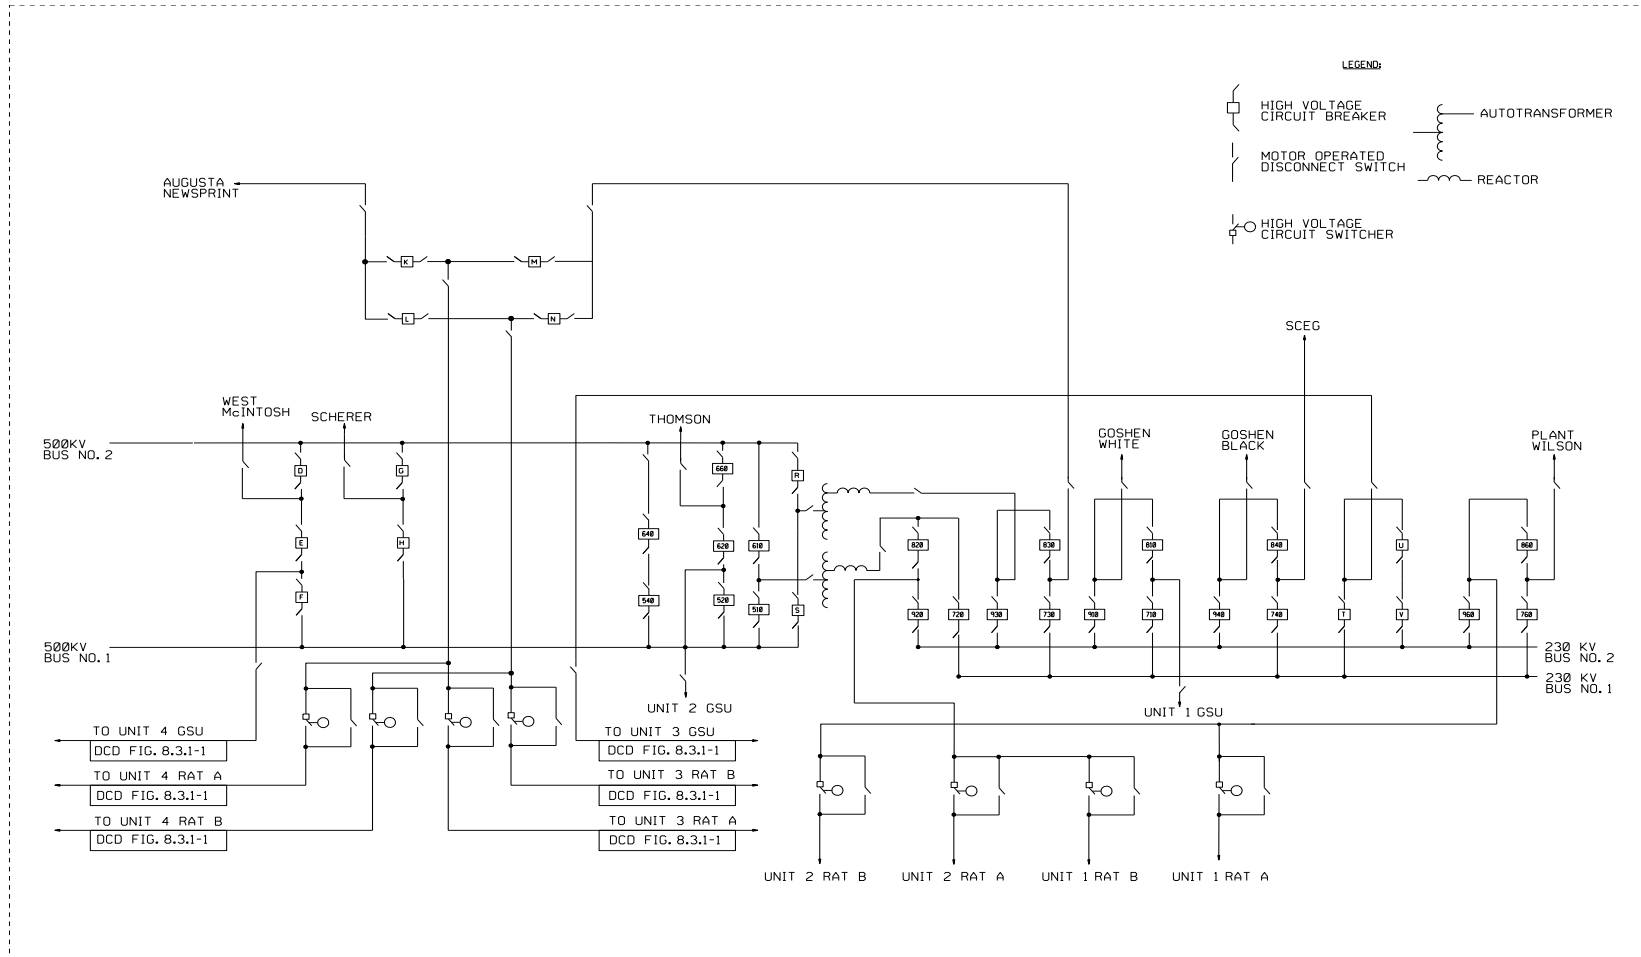 LEGEND:
HIGH VOLTAGE
CIRCUIT BREAKER
AUTOTRANSFORMER
MOTOR OPERATED
DISCONNECT SWITCH
REACTOR
HIGH VOLTAGE
CIRCUIT SWITCHER
AUGUSTA
NEWSPRINT
K
M
L
N
SCEG
WEST
McINTOSH
SCHERER
THOMSON
GOSHEN
WHITE
GOSHEN
BLACK
PLANT
WILSON
500KV
BUS NO. 2
D
G
660
R
E
H
640
620
610
820
830
810
840
U
860
F
540
520
510
S
920
720
930
730
910
710
940
740
T
V
960
760
500KV
BUS NO. 1
230 KV
BUS NO. 2
230 KV
BUS NO. 1
UNIT 2 GSU
UNIT 1 GSU
TO UNIT 4 GSU
DCD FIG. 8.3.1-1
TO UNIT 3 GSU
DCD FIG. 8.3.1-1
TO UNIT 4 RAT A
DCD FIG. 8.3.1-1
TO UNIT 3 RAT B
DCD FIG. 8.3.1-1
TO UNIT 4 RAT B
DCD FIG. 8.3.1-1
TO UNIT 3 RAT A
DCD FIG. 8.3.1-1
UNIT 2 RAT B
UNIT 2 RAT A
UNIT 1 RAT B
UNIT 1 RAT A